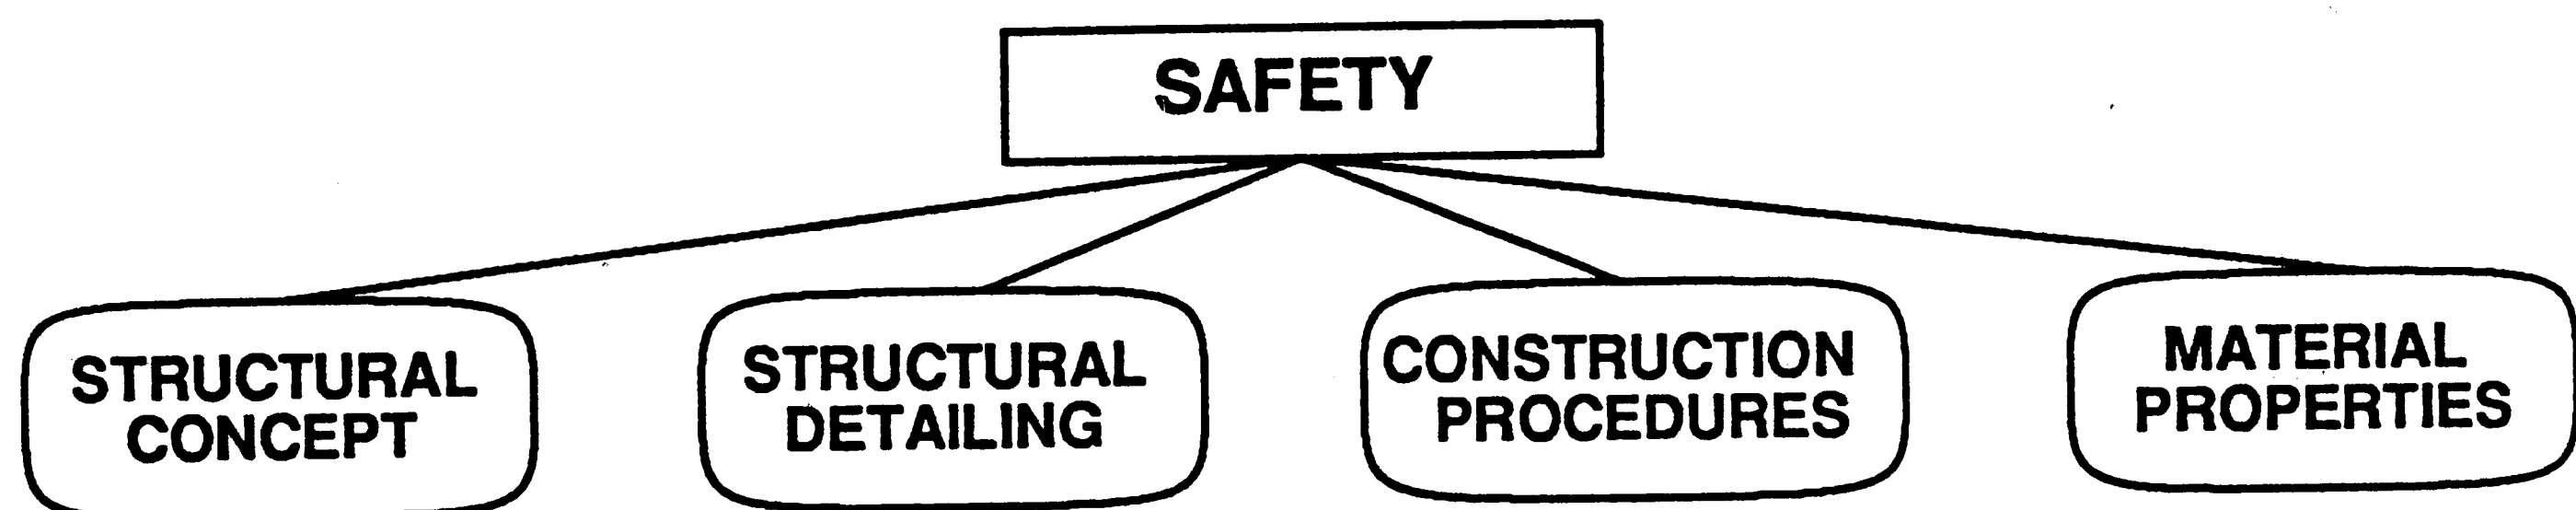 SAFETY
STRUCTURAL
CONCEPT
STRUCTURAL
DETAILING
CONSTRUCTION
PROCEDURES
MATERIAL
PROPERTIES